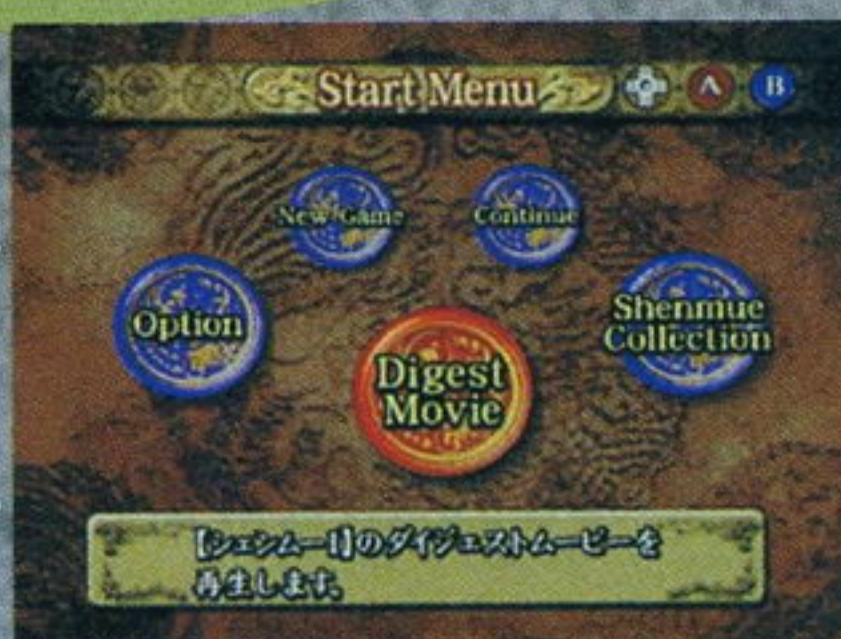 Start Menu A B
New Game
Continue
Option
Shenmue
Collection
Digest
Movie
【シェンムーI】のダイジェストムービーを
再生します。